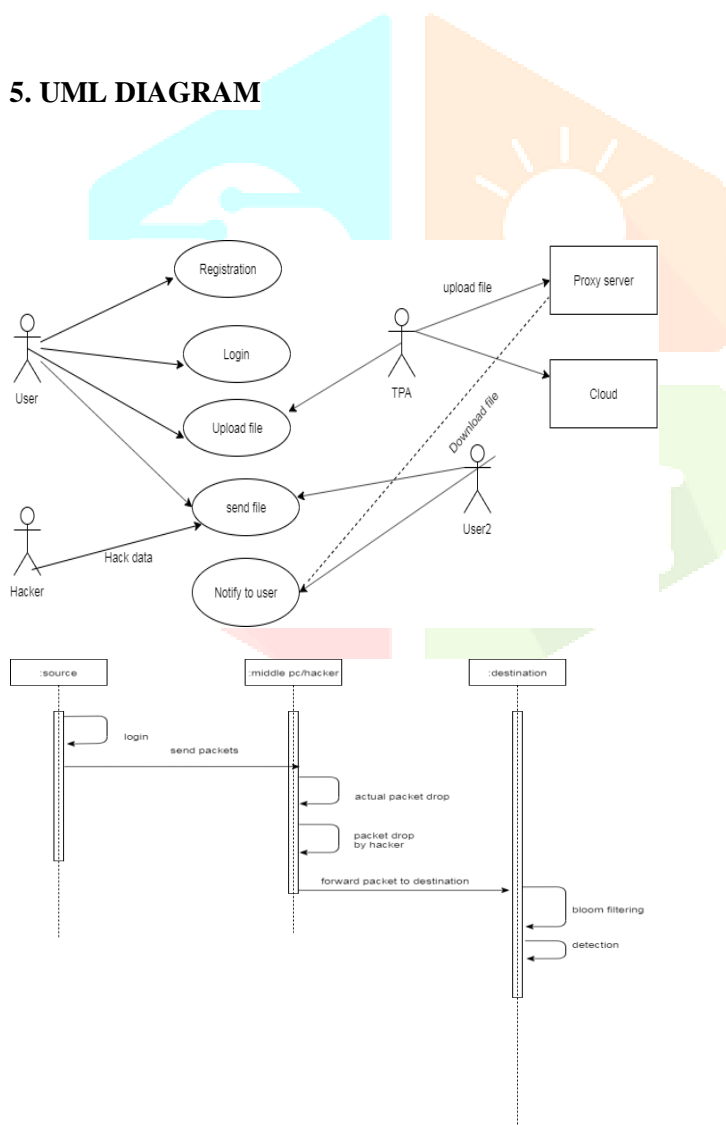 5. UML DIAGRAM
Registration
upload file
Proxy server
Login
User
TPA
Cloud
Upload file
Download file
send file
User2
Hack data
Hacker
Notify to user
:source
:middle pc/hacker
:destination
login
send packets
actual packet drop
packet drop
by hacker
forward packet to destination
bloom filtering
detection